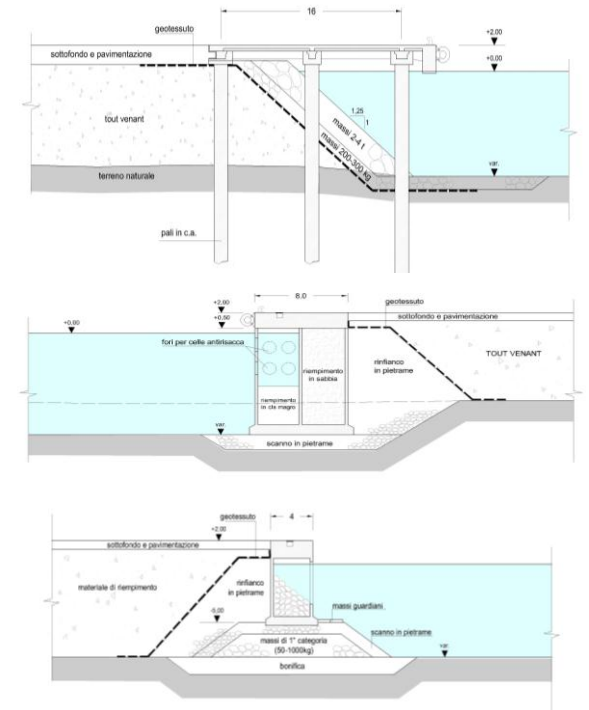 16
geotessuto
+2,00
sottofondo e pavimentazione
+0,00
tout venant
1,25
1
massi 2-4 t
massi 200-300 kg
var.
terreno naturale
pali in c.a.
8.0
geotessuto
+2,00
+0,50
sottofondo e pavimentazione
+0,00
fori per celle antirisacca
TOUT VENANT
rinfianco
in pietrame
riempimento
in sabbia
riempimento
in cls magro
var.
scanno in pietrame
geotessuto
4
+2.00
sottofondo e pavimentazione
materiale di riempimento
rinfianco
in pietrame
-5,00
massi guardiani
scanno in pietrame
massi di 1° categoria
(50-1000kg)
var.
bonifica